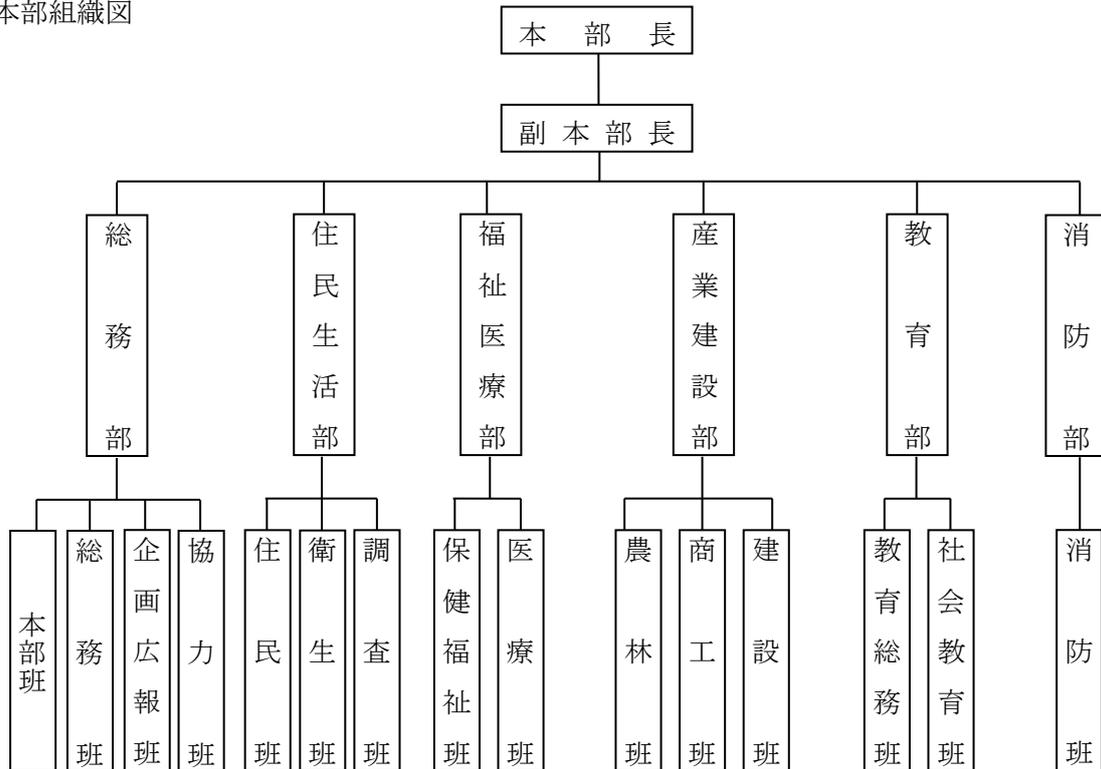 本部組織図
本部長
副本部長
総務部
住民生活部
福祉医療部
産業建設部
教育部
消防部
本部班
総務班
企画広報班
協力班
住民班
衛生班
調査班
保健福祉班
医療班
農林班
商工班
建設班
教育総務班
社会教育班
消防班